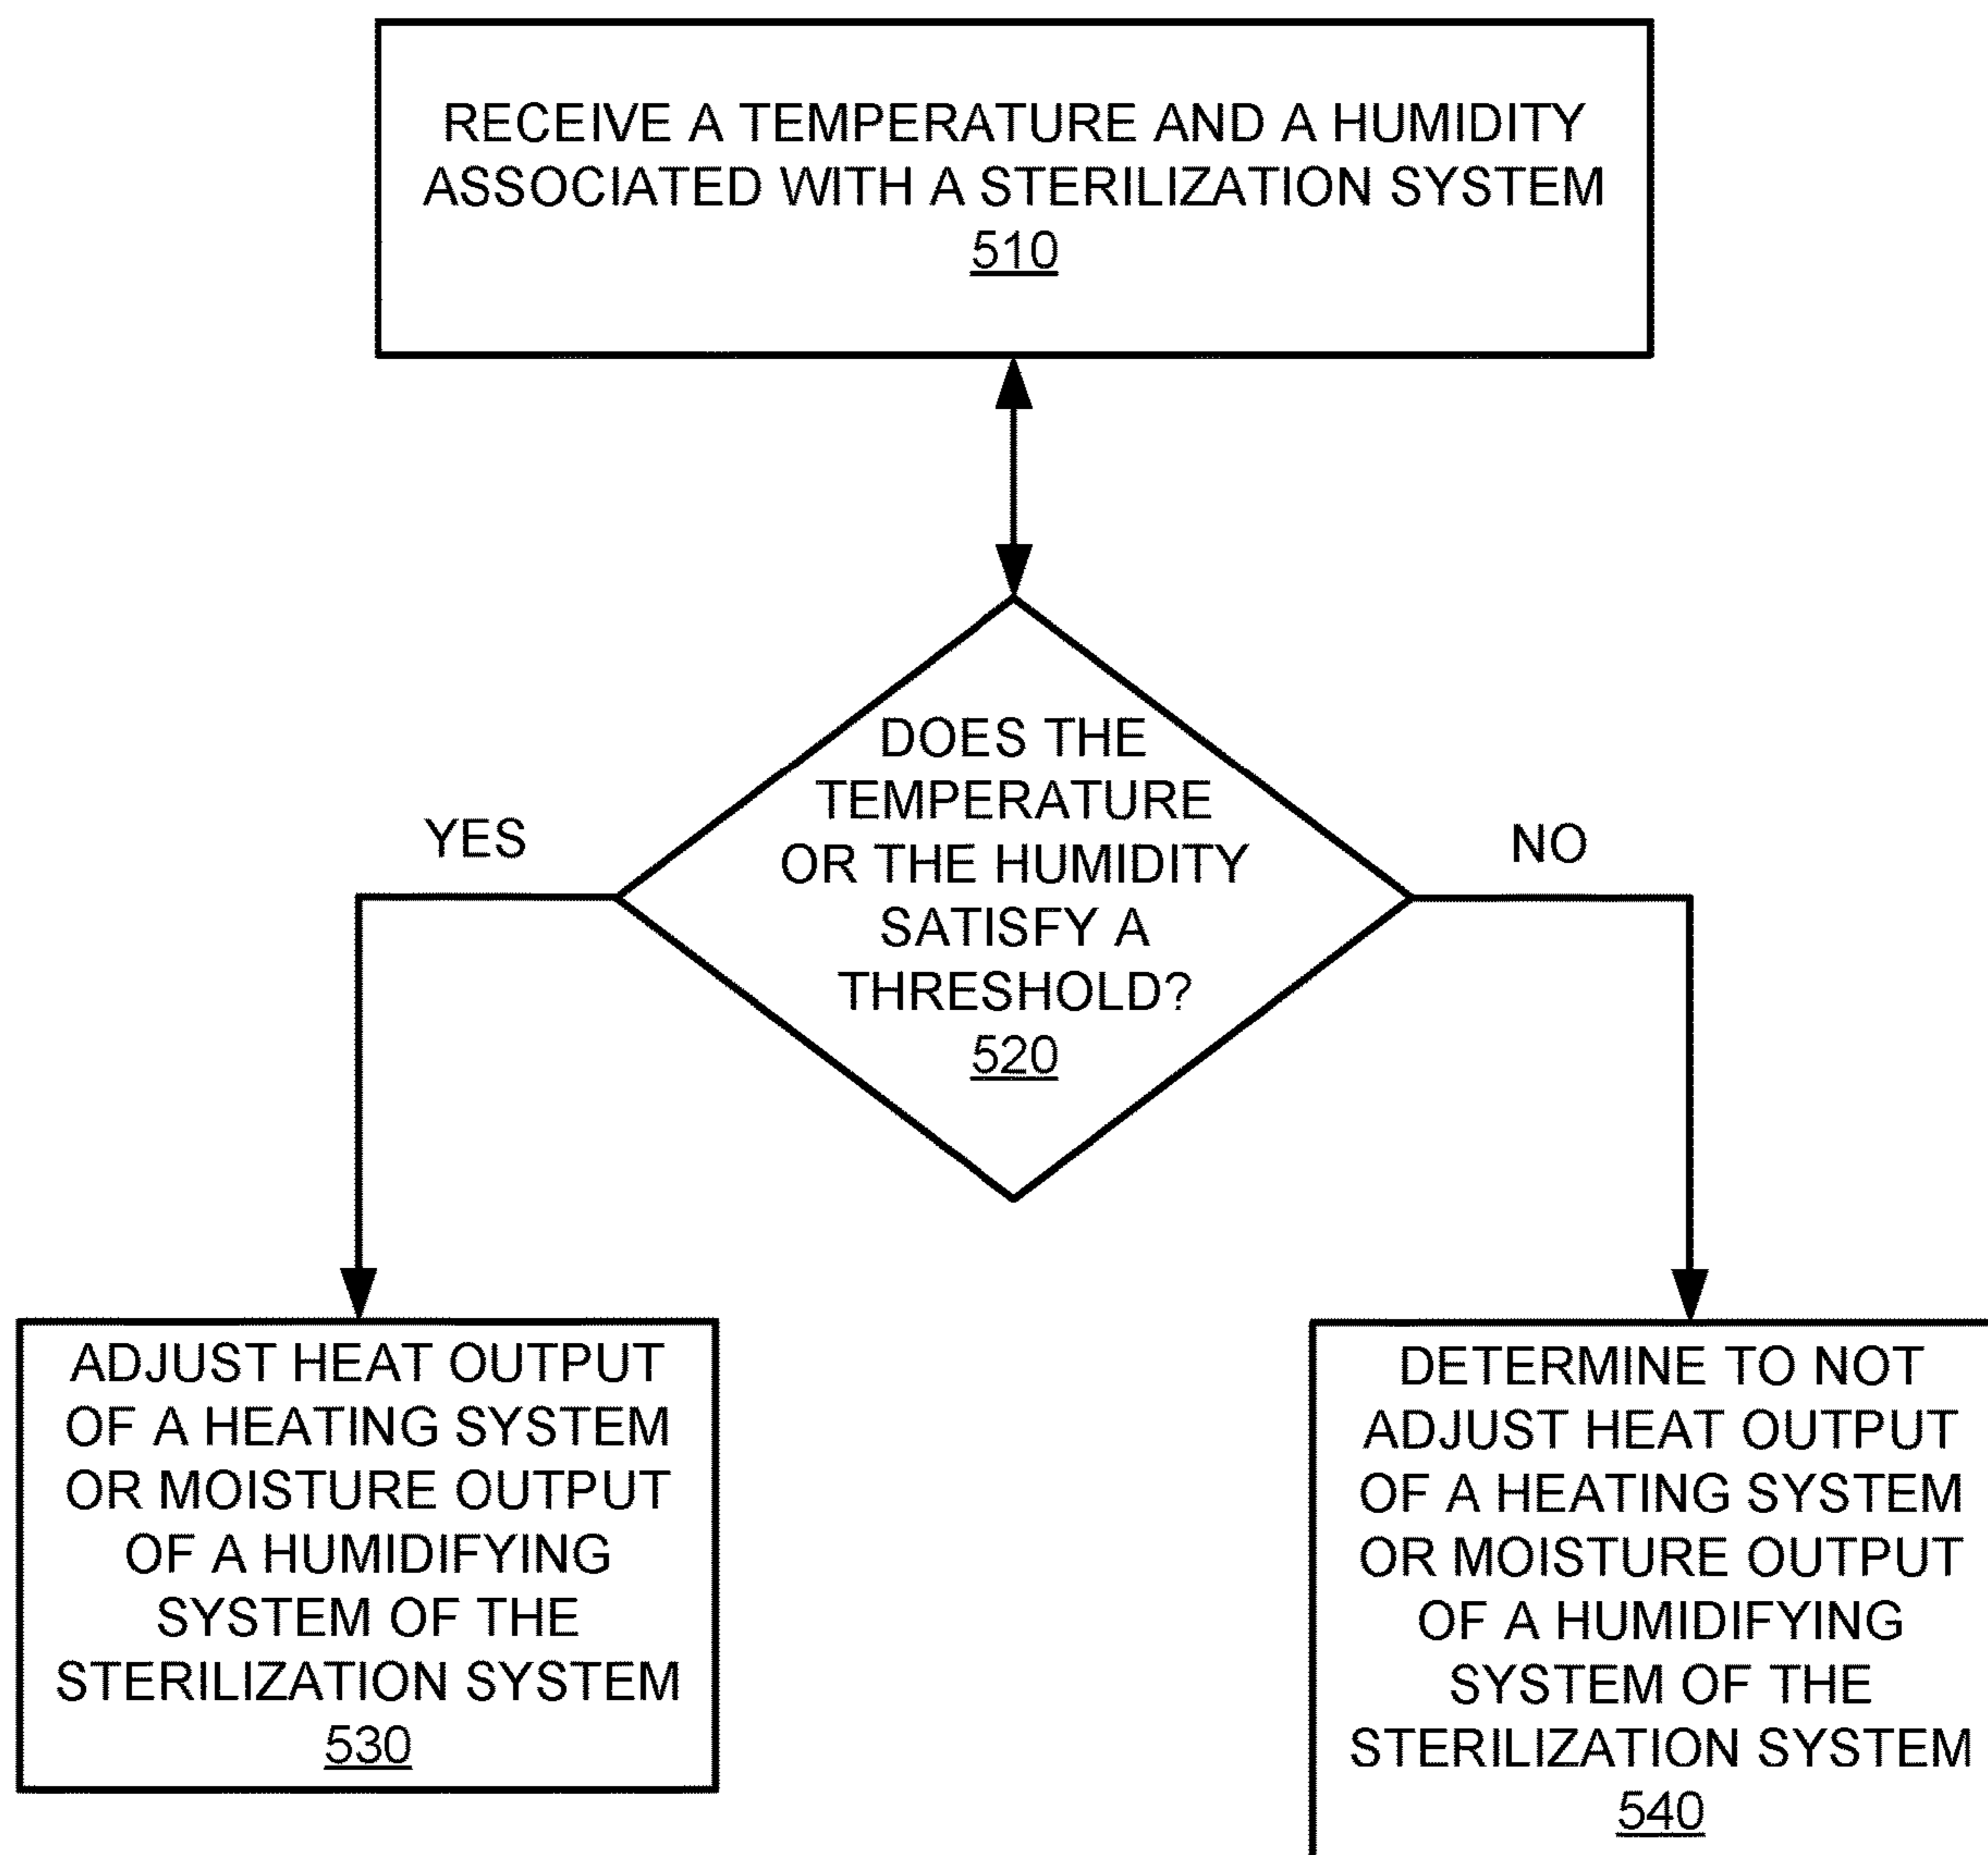 RECEIVE A TEMPERATURE AND A HUMIDITY
ASSOCIATED WITH A STERILIZATION SYSTEM
510
DOES THE
TEMPERATURE
OR THE HUMIDITY
SATISFY A
THRESHOLD?
520
YES
NO
ADJUST HEAT OUTPUT
OF A HEATING SYSTEM
OR MOISTURE OUTPUT
OF A HUMIDIFYING
SYSTEM OF THE
STERILIZATION SYSTEM
530
DETERMINE TO NOT
ADJUST HEAT OUTPUT
OF A HEATING SYSTEM
OR MOISTURE OUTPUT
OF A HUMIDIFYING
SYSTEM OF THE
STERILIZATION SYSTEM
540